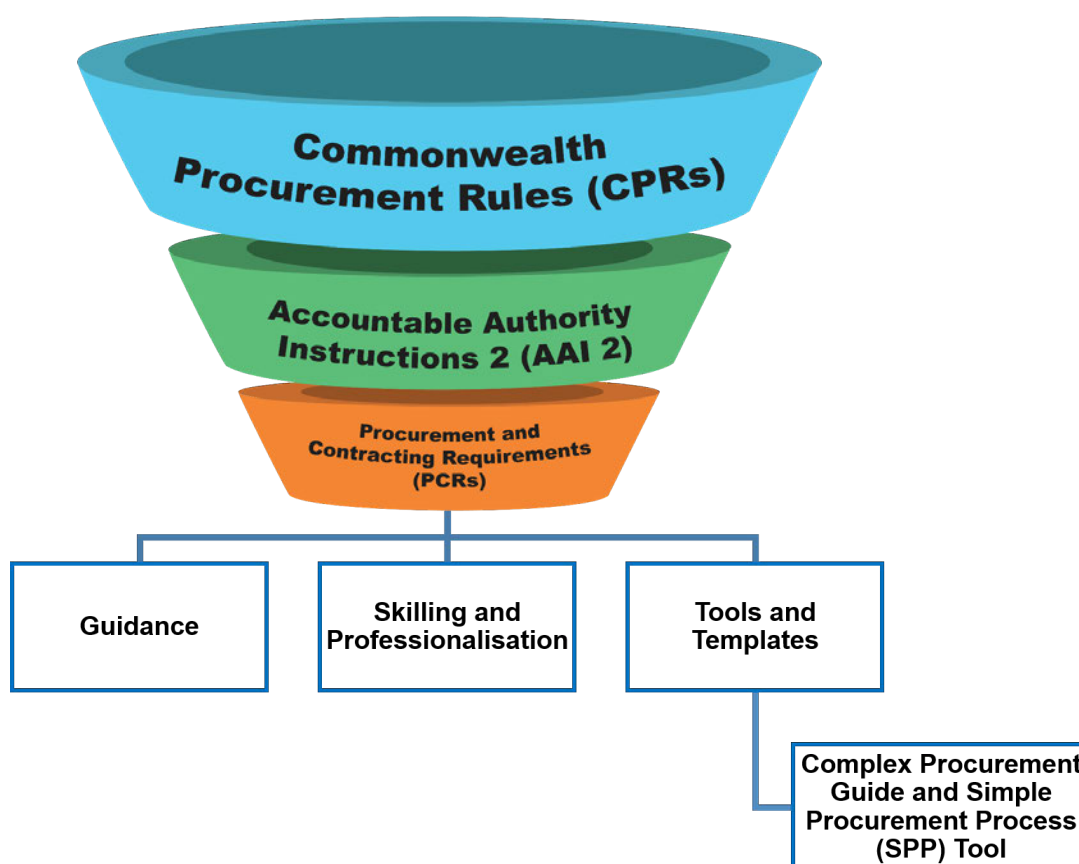 Commonwealth
Procurement Rules (CPRs)
Accountable Authority
Instructions 2 (AAI 2)
Procurement and
Contracting Requirements
(PCRs)
Guidance
Skilling and
Professionalisation
Tools and
Templates
Complex Procurement
Guide and Simple
Procurement Process
(SPP) Tool